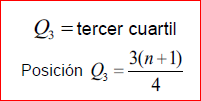 Q₃ = tercer cuartil
Posición Q₃ = 3(n+1)/4